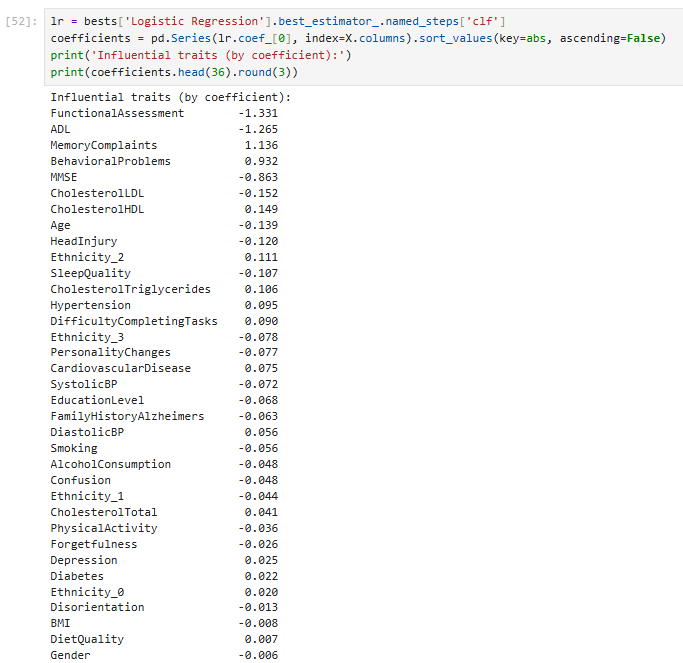 [52]: lr = bests['Logistic Regression'].best_estimator_.named_steps['clf']
coefficients = pd.Series(lr.coef_[0], index=X.columns).sort_values(key=abs, ascending=False)
print('Influential traits (by coefficient):')
print(coefficients.head(36).round(3))
Influential traits (by coefficient):
FunctionalAssessment -1.331
ADL -1.265
MemoryComplaints 1.136
BehavioralProblems 0.932
MMSE -0.863
CholesterolLDL -0.152
CholesterolHDL 0.149
Age -0.139
HeadInjury -0.120
Ethnicity_2 0.111
SleepQuality -0.107
CholesterolTriglycerides 0.106
Hypertension 0.095
DifficultyCompletingTasks 0.090
Ethnicity_3 -0.078
PersonalityChanges -0.077
CardiovascularDisease 0.075
SystolicBP -0.072
EducationLevel -0.068
FamilyHistoryAlzheimers -0.063
DiastolicBP 0.056
Smoking -0.056
AlcoholConsumption -0.048
Confusion -0.048
Ethnicity_1 -0.044
CholesterolTotal 0.041
PhysicalActivity -0.036
Forgetfulness -0.026
Depression 0.025
Diabetes 0.022
Ethnicity_0 0.020
Disorientation -0.013
BMI -0.008
DietQuality 0.007
Gender -0.006